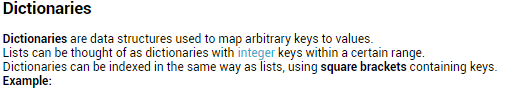 Dictionaries
Dictionaries are data structures used to map arbitrary keys to values.
Lists can be thought of as dictionaries with integer keys within a certain range.
Dictionaries can be indexed in the same way as lists, using square brackets containing keys.
Example: